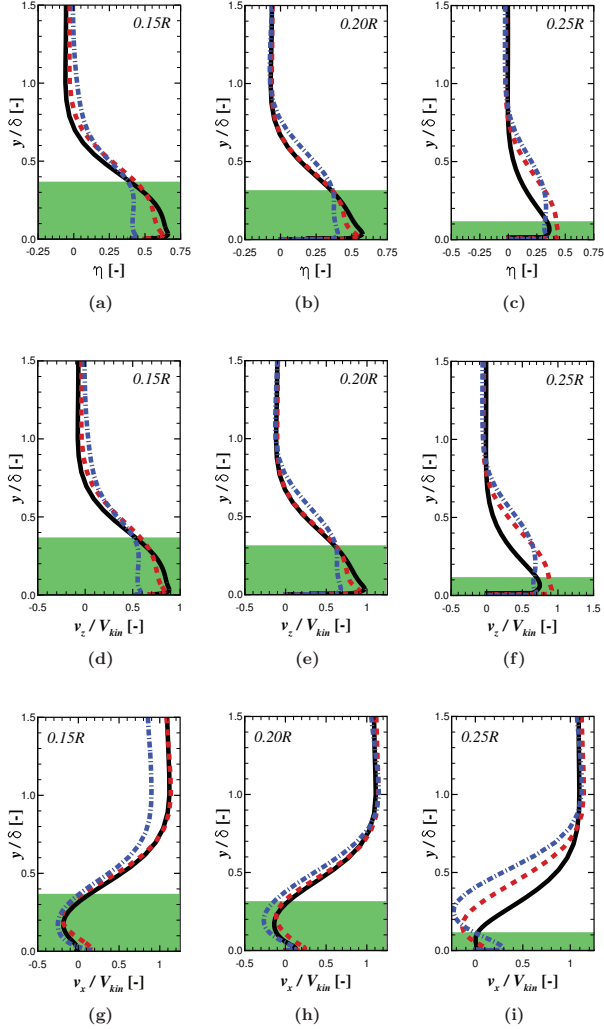 0.15R
0.20R
0.25R
y / δ [-]
y / δ [-]
y / δ [-]
1.5
1.0
0.5
0.0
1.5
1.0
0.5
0.0
1.5
1.0
0.5
0.0
-0.25 0 0.25 0.5 0.75
-0.25 0 0.25 0.5 0.75
-0.25 0 0.25 0.5 0.75
η [-]
η [-]
η [-]
(a)
(b)
(c)
0.15R
0.20R
0.25R
y / δ [-]
y / δ [-]
y / δ [-]
1.5
1.0
0.5
0.0
1.5
1.0
0.5
0.0
1.5
1.0
0.5
0.0
-0.5 0 0.5 1
-0.5 0 0.5 1
-0.5 0 0.5 1 1.5
v_z / V_kin [-]
v_z / V_kin [-]
v_z / V_kin [-]
(d)
(e)
(f)
0.15R
0.20R
0.25R
y / δ [-]
y / δ [-]
y / δ [-]
1.5
1.0
0.5
0.0
1.5
1.0
0.5
0.0
1.5
1.0
0.5
0.0
-0.5 0 0.5 1
-0.5 0 0.5 1
0 0.5 1
v_x / V_kin [-]
v_x / V_kin [-]
v_x / V_kin [-]
(g)
(h)
(i)